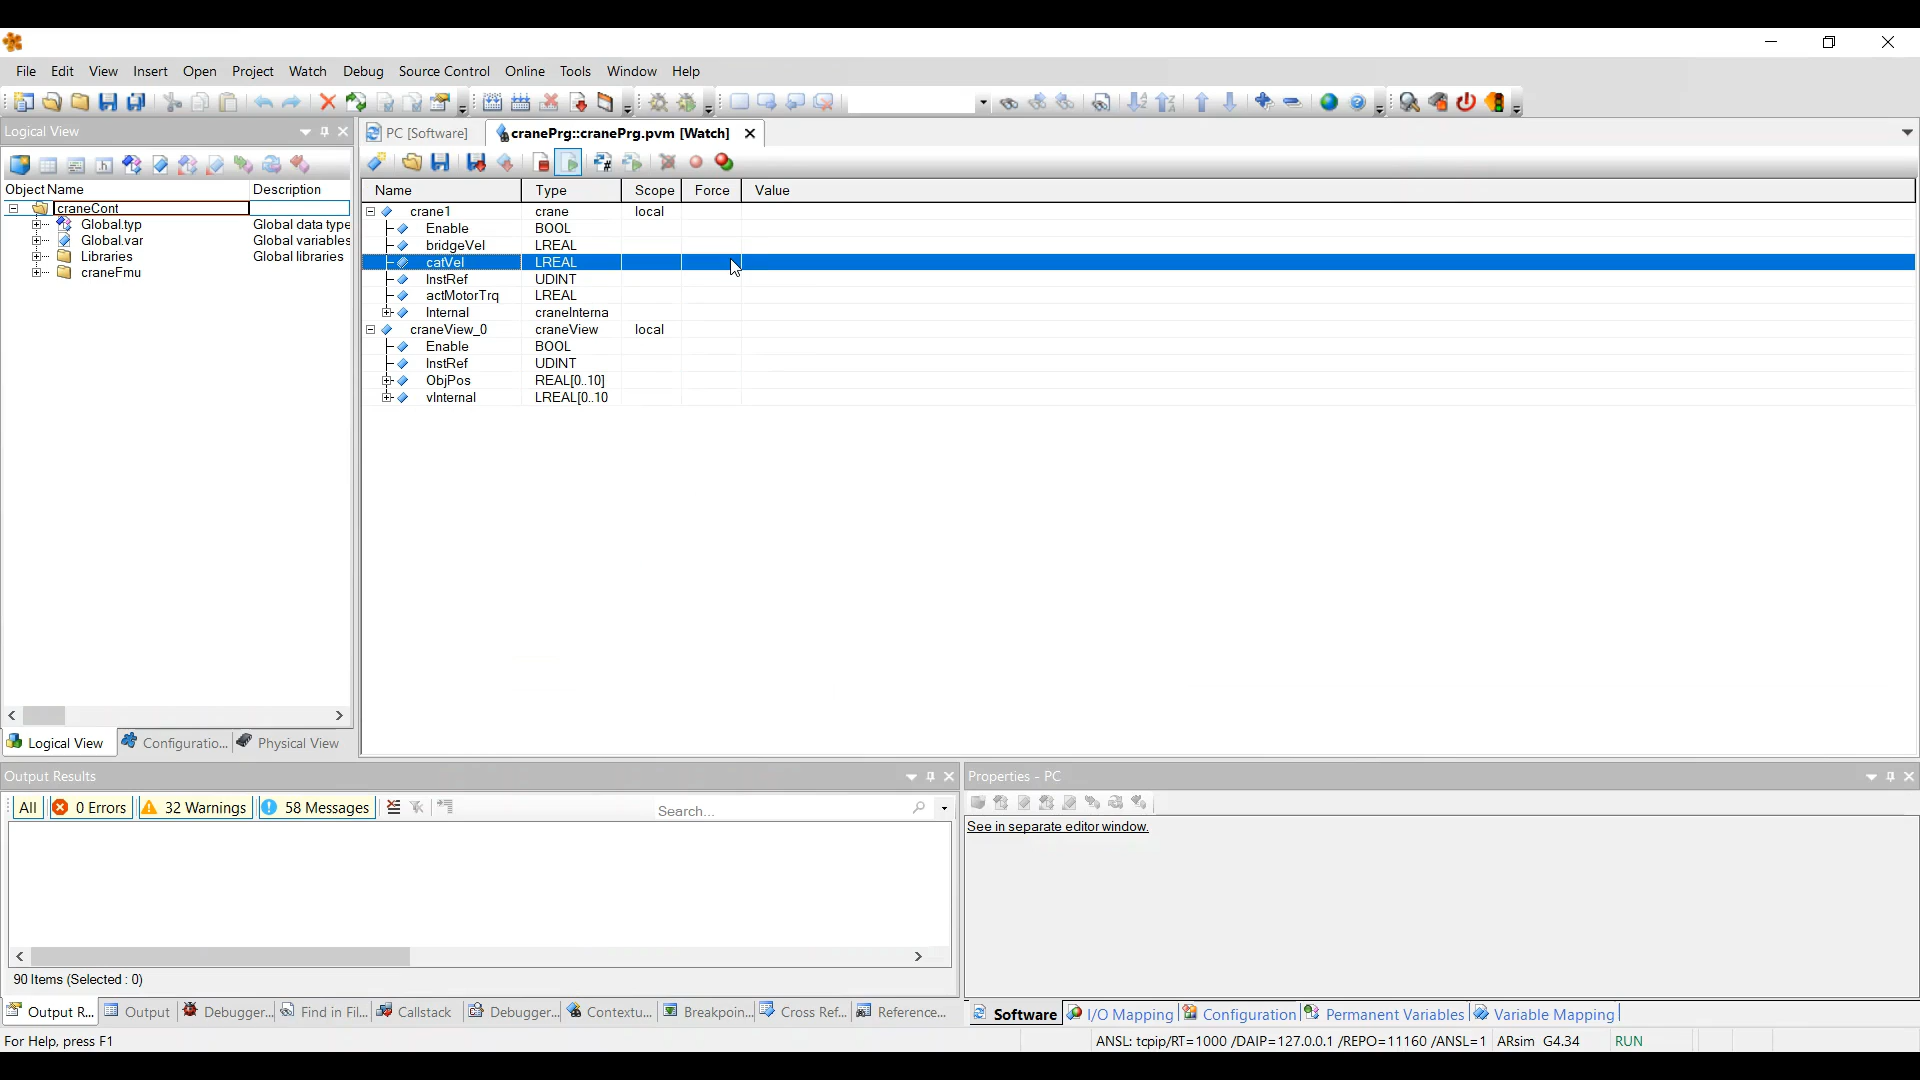 File Edit View Insert Open Project Watch Debug Source Control Online Tools Window Help
Logical View
Object Name Description
craneCont
Global.typ Global data type
Global.var Global variables
Libraries Global libraries
craneFmu
Logical View Configuratio... Physical View
PC [Software] cranePrg::cranePrg.pvm [Watch]
Name Type Scope Force Value
crane1 crane local
Enable BOOL
bridgeVel LREAL
catVel LREAL
InstRef UDINT
actMotorTrq LREAL
Internal craneInterna
craneView_0 craneView local
Enable BOOL
InstRef UDINT
ObjPos REAL[0..10]
vInternal LREAL[0..10
Output Results
All 0 Errors 32 Warnings 58 Messages Search...
90 Items (Selected : 0)
Output R... Output Debugger... Find in Fil... Callstack Debugger... Contextu... Breakpoin... Cross Ref... Reference...
Properties - PC
See in separate editor window.
Software I/O Mapping Configuration Permanent Variables Variable Mapping
For Help, press F1 ANSL: tcpip/RT=1000 /DAIP=127.0.0.1 /REPO=11160 /ANSL=1 ARsim G4.34 RUN